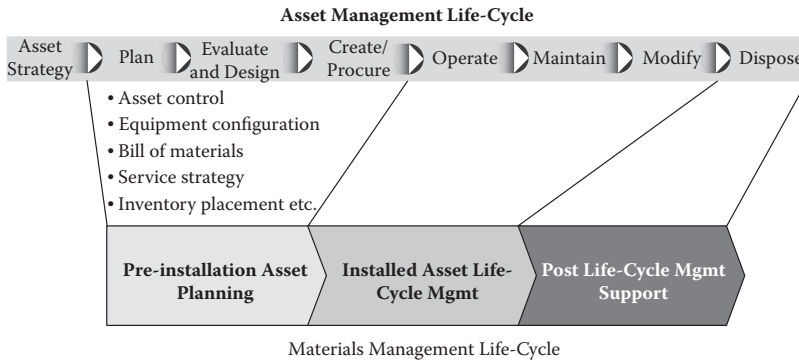 Asset Management Life-Cycle
Asset
Strategy
Plan
Evaluate
and Design
Create/
Procure
Operate
Maintain
Modify
Dispose
• Asset control
• Equipment configuration
• Bill of materials
• Service strategy
• Inventory placement etc.
Pre-installation Asset
Planning
Installed Asset Life-
Cycle Mgmt
Post Life-Cycle Mgmt
Support
Materials Management Life-Cycle